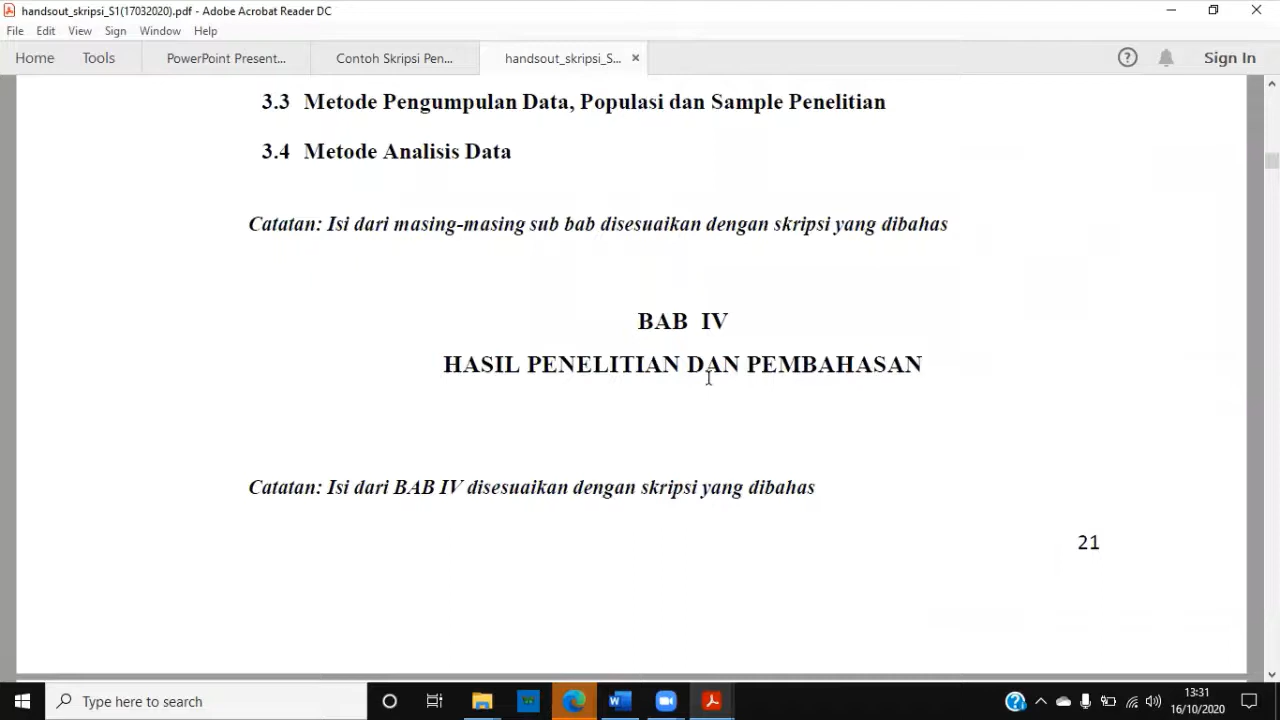 handsout_skripsi_S1(17032020).pdf - Adobe Acrobat Reader DC
File Edit View Sign Window Help
Home Tools PowerPoint Present... Contoh Skripsi Pen... handsout_skripsi_S... × Sign In
3.3 Metode Pengumpulan Data, Populasi dan Sample Penelitian
3.4 Metode Analisis Data
Catatan: Isi dari masing-masing sub bab disesuaikan dengan skripsi yang dibahas
BAB IV
HASIL PENELITIAN DAN PEMBAHASAN
Catatan: Isi dari BAB IV disesuaikan dengan skripsi yang dibahas
21
Type here to search
13:31
16/10/2020